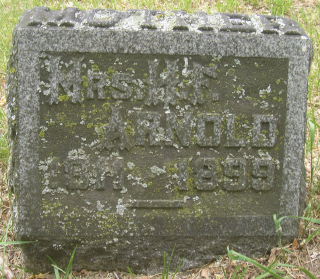 MOTHER
MRS. H. F.
ARNOLD
1899